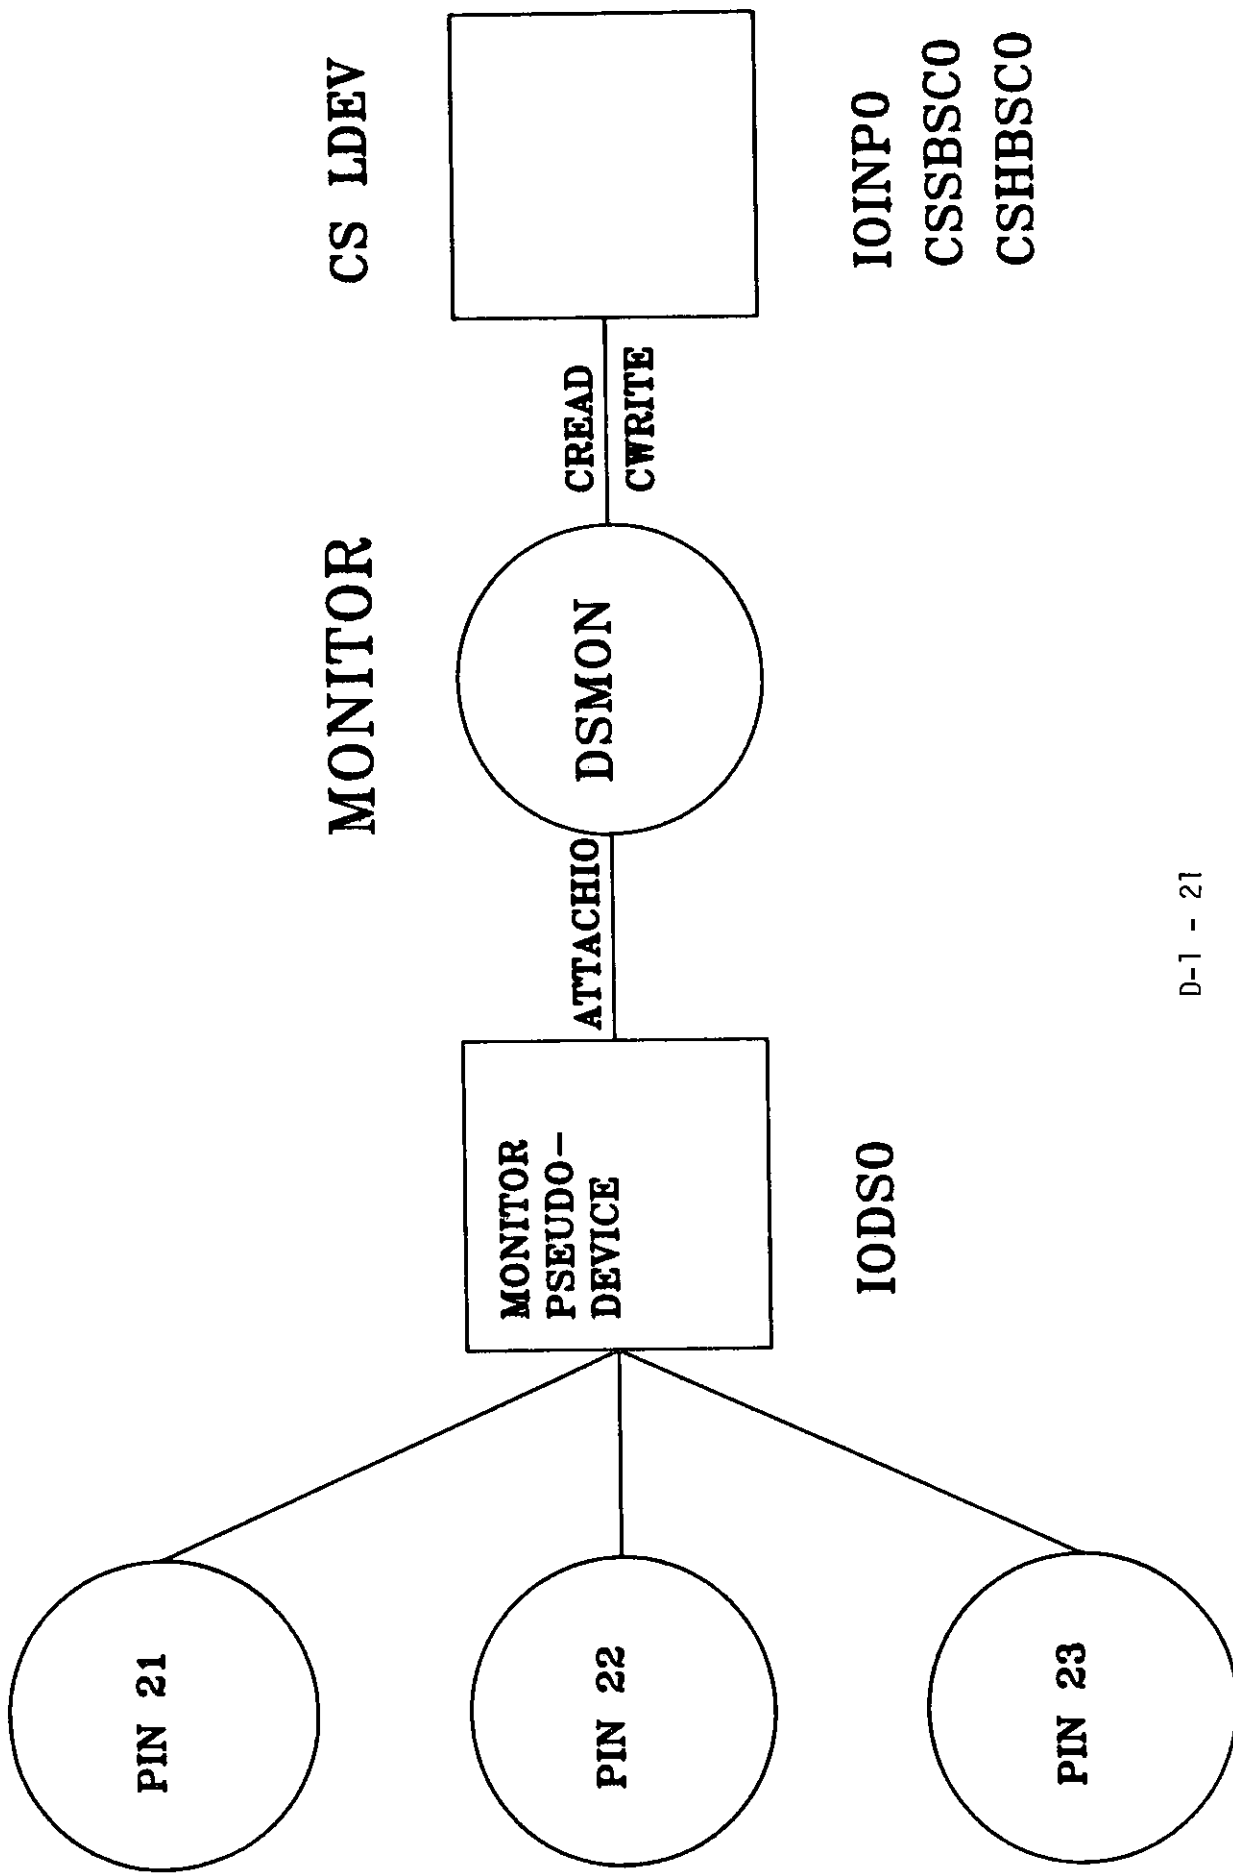 MONITOR
CS LDEV
PIN 21
PIN 22
PIN 23
MONITOR
PSEUDO-
DEVICE
ATTACHIO
DSMON
CREAD
CWRITE
IODS0
IOINP0
CSSBSC0
CSHBSC0
D-1 - 21